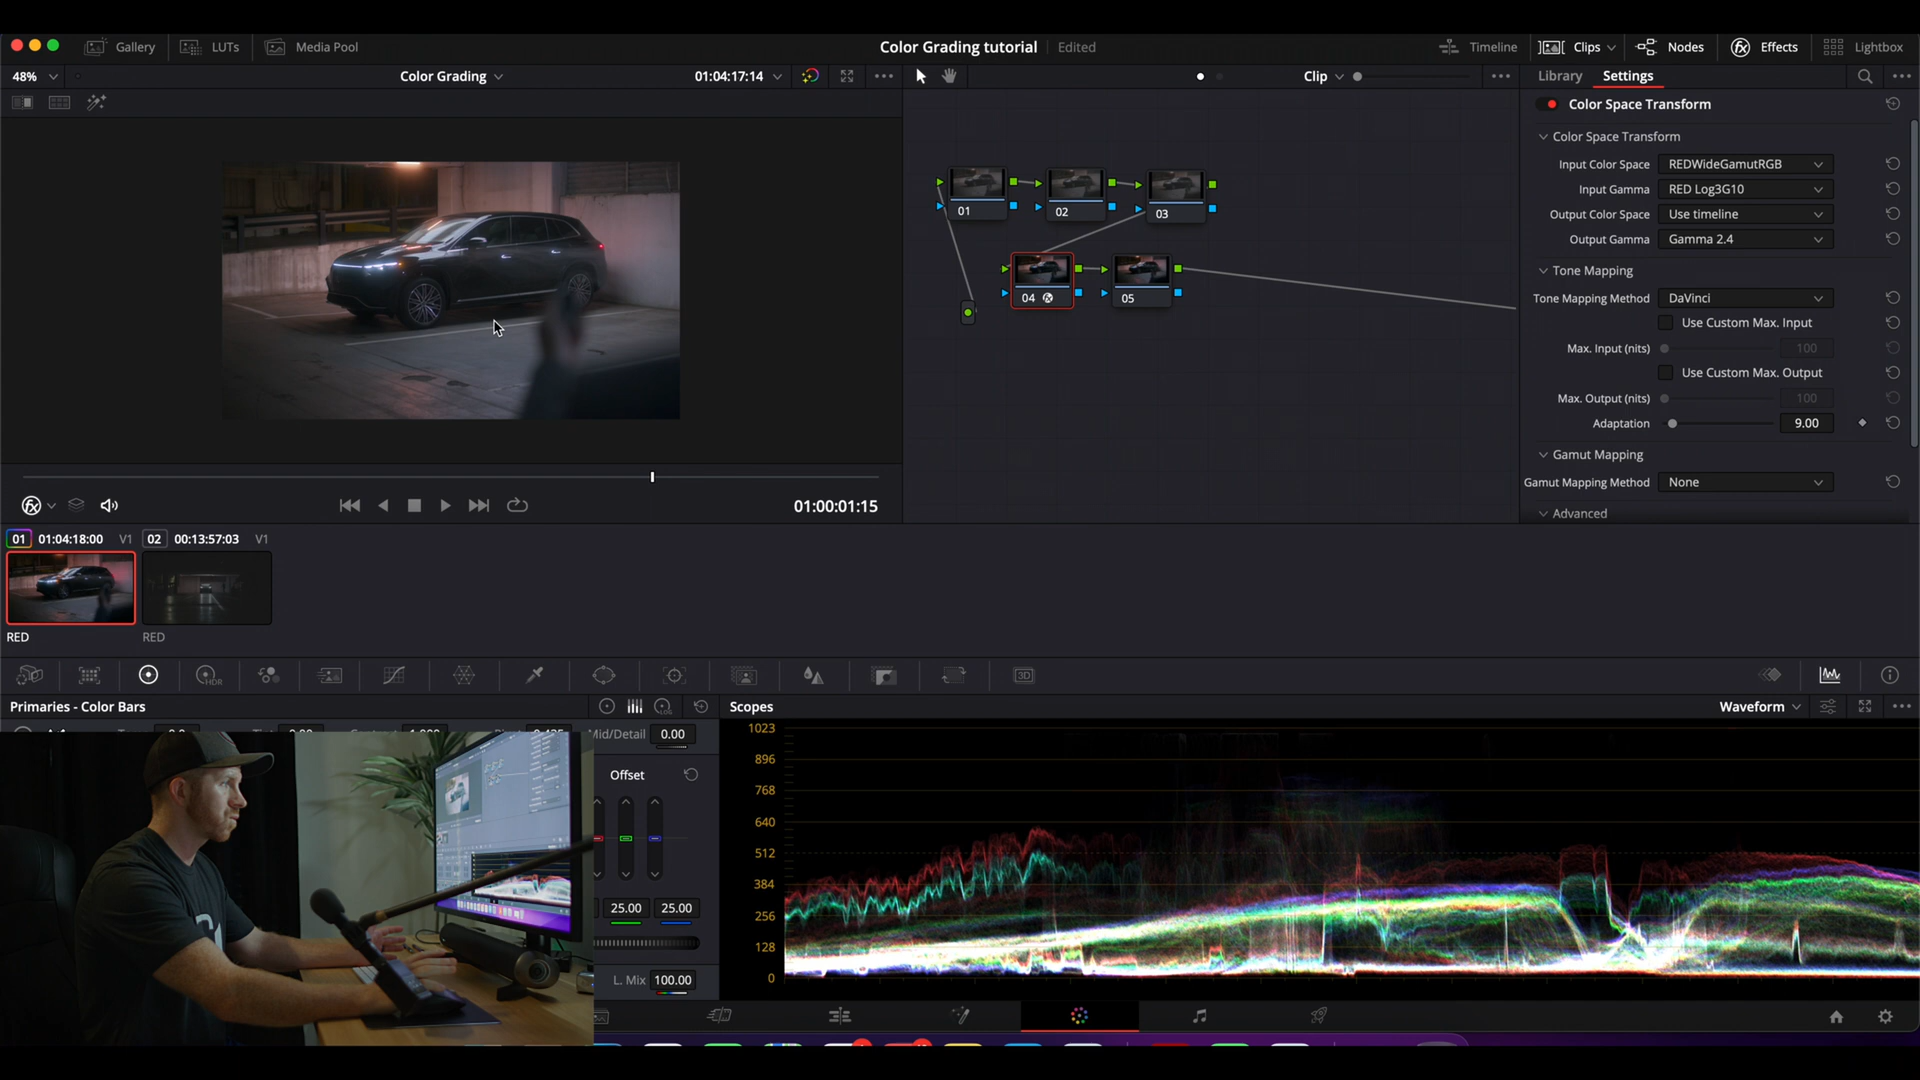 Gallery LUTs Media Pool Color Grading tutorial Edited Timeline Clips Nodes Effects Lightbox
48% Color Grading 01:04:17:14 Clip Library Settings
Color Space Transform
Color Space Transform
Input Color Space REDWideGamutRGB
Input Gamma RED Log3G10
Output Color Space Use timeline
Output Gamma Gamma 2.4
Tone Mapping
Tone Mapping Method DaVinci
Use Custom Max. Input
Max. Input (nits) 100
Use Custom Max. Output
Max. Output (nits) 100
Adaptation 9.00
Gamut Mapping
Gamut Mapping Method None
Advanced
01 02 03
04 05
01:00:01:15
01 01:04:18:00 V1 02 00:13:57:03 V1
RED RED
HDR 3D
Primaries - Color Bars
Mid/Detail 0.00
Offset
25.00 25.00
L. Mix 100.00
Scopes Waveform
1023
896
768
640
512
384
256
128
0